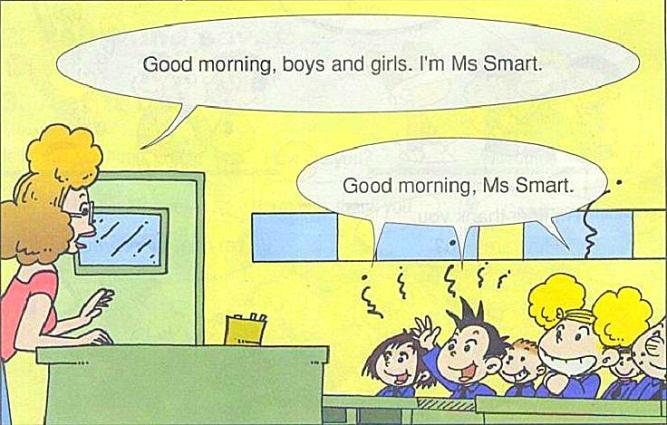 Good morning, boys and girls. I'm Ms Smart.
Good morning, Ms Smart.